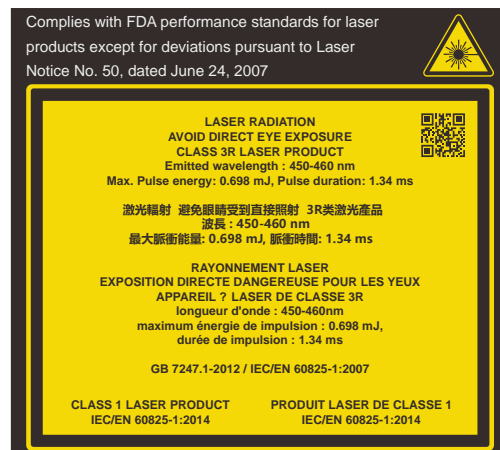 Complies with FDA performance standards for laser
products except for deviations pursuant to Laser
Notice No. 50, dated June 24, 2007
LASER RADIATION
AVOID DIRECT EYE EXPOSURE
CLASS 3R LASER PRODUCT
Emitted wavelength : 450-460 nm
Max. Pulse energy: 0.698 mJ, Pulse duration: 1.34 ms
激光輻射 避免眼睛受到直接照射 3R类激光產品
波長 : 450-460 nm
最大脈衝能量: 0.698 mJ, 脈衝時間: 1.34 ms
RAYONNEMENT LASER
EXPOSITION DIRECTE DANGEREUSE POUR LES YEUX
APPAREIL ? LASER DE CLASSE 3R
longueur d'onde : 450-460nm
maximum énergie de impulsion : 0.698 mJ,
durée de impulsion : 1.34 ms
GB 7247.1-2012 / IEC/EN 60825-1:2007
CLASS 1 LASER PRODUCT PRODUIT LASER DE CLASSE 1
IEC/EN 60825-1:2014 IEC/EN 60825-1:2014